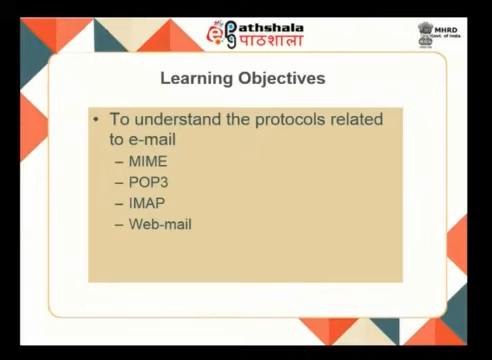 ePathshala
पाठशाला
MHRD
Govt. of India
Learning Objectives
• To understand the protocols related
to e-mail
– MIME
– POP3
– IMAP
– Web-mail